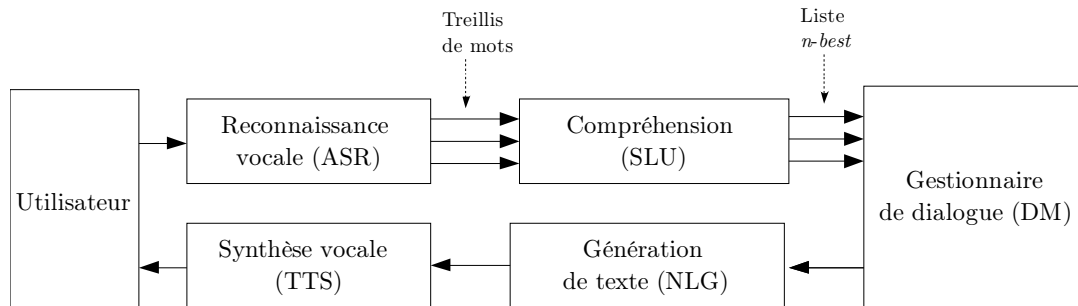 Treillis
de mots
Liste
n-best
Reconnaissance
vocale (ASR)
Compréhension
(SLU)
Gestionnaire
de dialogue (DM)
Utilisateur
Synthèse vocale
(TTS)
Génération
de texte (NLG)